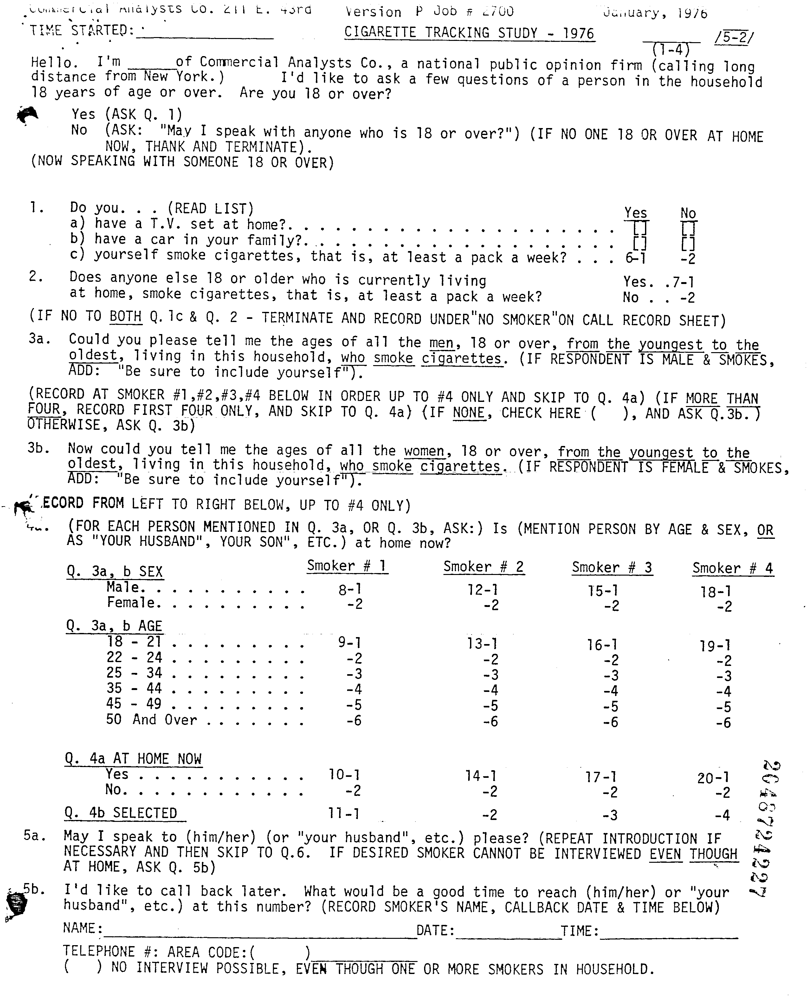 Commercial Analysts Co. 211 E. 43rd Version P Job # 2700 January, 1976
TIME STARTED: CIGARETTE TRACKING STUDY - 1976 /5-2/
(1-4)
Hello. I'm _____ of Commercial Analysts Co., a national public opinion firm (calling long
distance from New York.) I'd like to ask a few questions of a person in the household
18 years of age or over. Are you 18 or over?
Yes (ASK Q. 1)
No (ASK: "May I speak with anyone who is 18 or over?") (IF NO ONE 18 OR OVER AT HOME
NOW, THANK AND TERMINATE).
(NOW SPEAKING WITH SOMEONE 18 OR OVER)
1. Do you. . . (READ LIST) Yes No
a) have a T.V. set at home?. . . . . . . . . . . . . . . . . . . . . [] []
b) have a car in your family?. . . . . . . . . . . . . . . . . . . . [] []
c) yourself smoke cigarettes, that is, at least a pack a week? . . . 6-1 -2
2. Does anyone else 18 or older who is currently living Yes. .7-1
at home, smoke cigarettes, that is, at least a pack a week? No . . -2
(IF NO TO BOTH Q.1c & Q. 2 - TERMINATE AND RECORD UNDER"NO SMOKER"ON CALL RECORD SHEET)
3a. Could you please tell me the ages of all the men, 18 or over, from the youngest to the
oldest, living in this household, who smoke cigarettes. (IF RESPONDENT IS MALE & SMOKES,
ADD: "Be sure to include yourself").
(RECORD AT SMOKER #1,#2,#3,#4 BELOW IN ORDER UP TO #4 ONLY AND SKIP TO Q. 4a) (IF MORE THAN
FOUR, RECORD FIRST FOUR ONLY, AND SKIP TO Q. 4a) (IF NONE, CHECK HERE ( ), AND ASK Q.3b. )
OTHERWISE, ASK Q. 3b)
3b. Now could you tell me the ages of all the women, 18 or over, from the youngest to the
oldest, living in this household, who smoke cigarettes. (IF RESPONDENT IS FEMALE & SMOKES,
ADD: "Be sure to include yourself").
ECORD FROM LEFT TO RIGHT BELOW, UP TO #4 ONLY)
(FOR EACH PERSON MENTIONED IN Q. 3a, OR Q. 3b, ASK:) Is (MENTION PERSON BY AGE & SEX, OR
AS "YOUR HUSBAND", YOUR SON", ETC.) at home now?
Q. 3a, b SEX Smoker # 1 Smoker # 2 Smoker # 3 Smoker # 4
Male. . . . . . . . . . . 8-1 12-1 15-1 18-1
Female. . . . . . . . . . -2 -2 -2 -2
Q. 3a, b AGE
18 - 21 . . . . . . . . . 9-1 13-1 16-1 19-1
22 - 24 . . . . . . . . . -2 -2 -2 -2
25 - 34 . . . . . . . . . -3 -3 -3 -3
35 - 44 . . . . . . . . . -4 -4 -4 -4
45 - 49 . . . . . . . . . -5 -5 -5 -5
50 And Over . . . . . . . -6 -6 -6 -6
Q. 4a AT HOME NOW
Yes . . . . . . . . . . . 10-1 14-1 17-1 20-1
No. . . . . . . . . . . . -2 -2 -2 -2
Q. 4b SELECTED 11-1 -2 -3 -4
5a. May I speak to (him/her) (or "your husband", etc.) please? (REPEAT INTRODUCTION IF
NECESSARY AND THEN SKIP TO Q.6. IF DESIRED SMOKER CANNOT BE INTERVIEWED EVEN THOUGH
AT HOME, ASK Q. 5b)
5b. I'd like to call back later. What would be a good time to reach (him/her) or "your
husband", etc.) at this number? (RECORD SMOKER'S NAME, CALLBACK DATE & TIME BELOW)
NAME: DATE: TIME:
TELEPHONE #: AREA CODE:( )
( ) NO INTERVIEW POSSIBLE, EVEN THOUGH ONE OR MORE SMOKERS IN HOUSEHOLD.